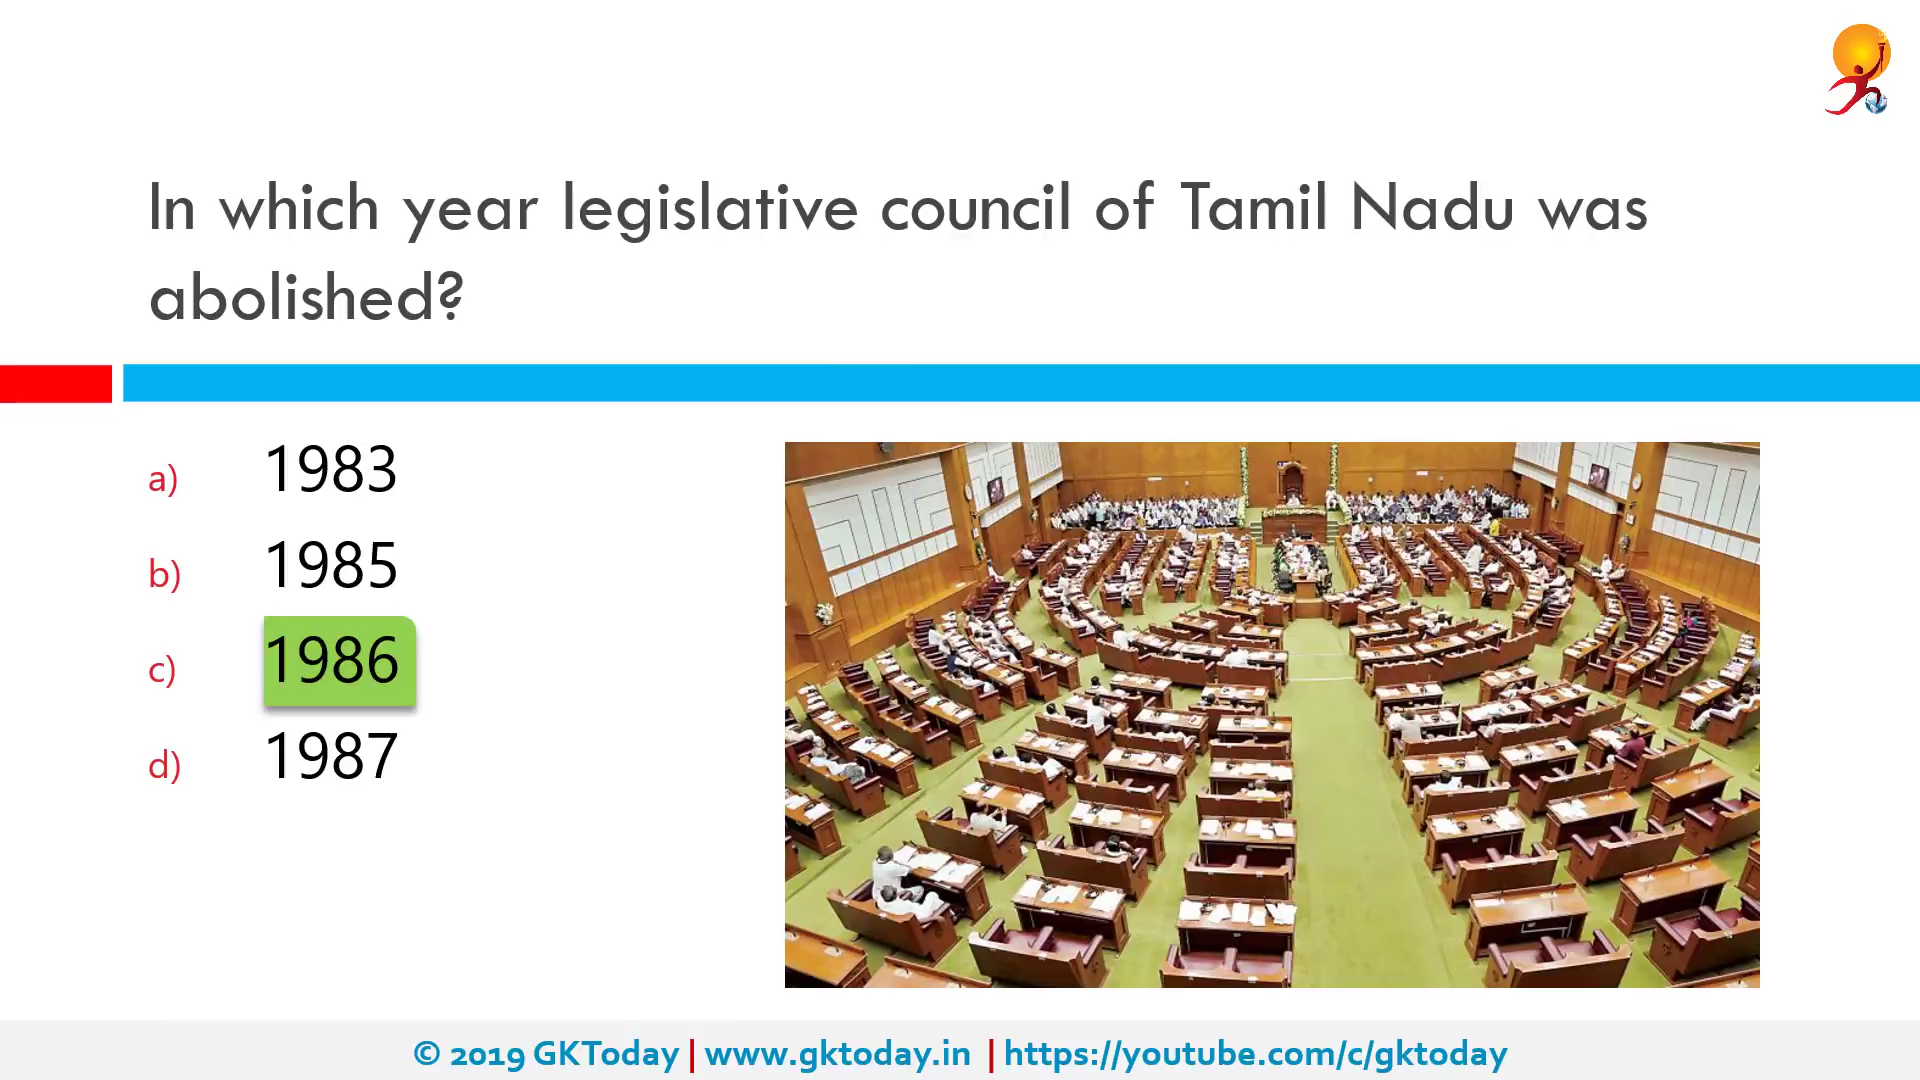 In which year legislative council of Tamil Nadu was
abolished?
a) 1983
b) 1985
c) 1986
d) 1987
© 2019 GKToday | www.gktoday.in | https://youtube.com/c/gktoday